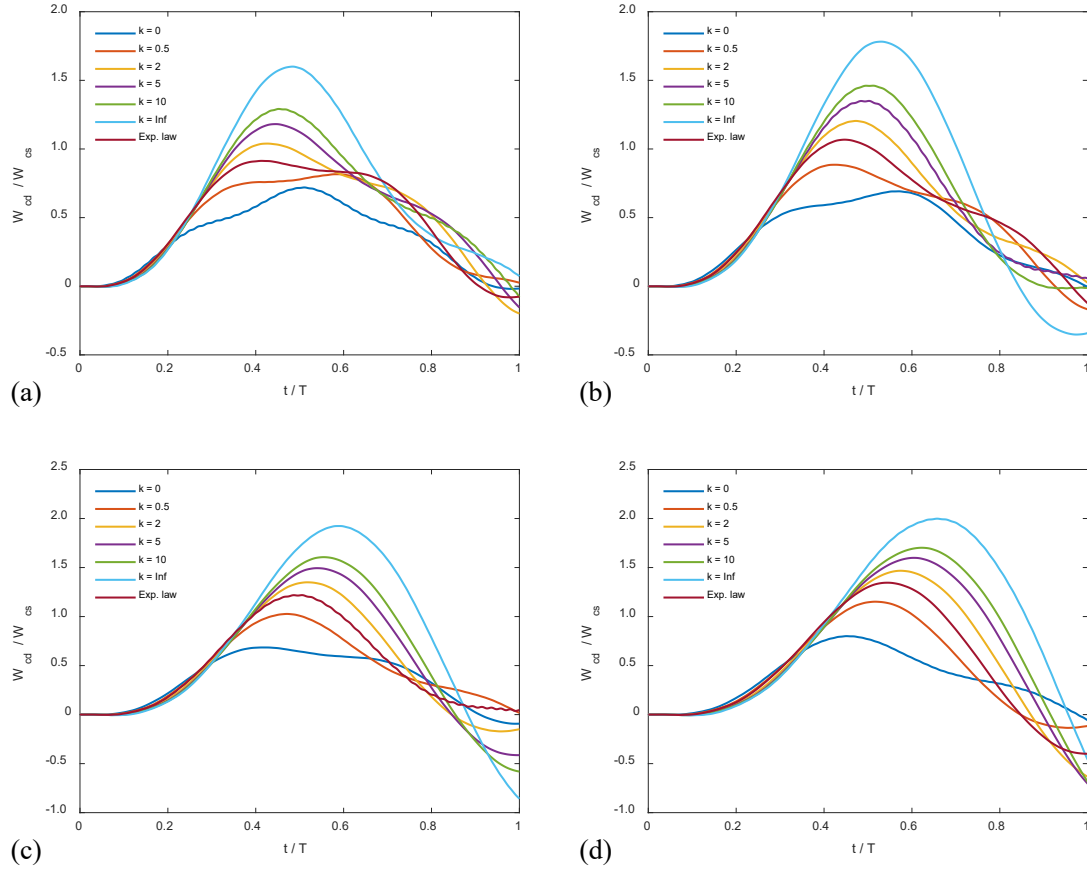 2.0
1.5
1.0
0.5
0
-0.5
W cd / W cs
k = 0
k = 0.5
k = 2
k = 5
k = 10
k = Inf
Exp. law
0 0.2 0.4 0.6 0.8 1
t / T
(a)
2.0
1.5
1.0
0.5
0
-0.5
W cd / W cs
k = 0
k = 0.5
k = 2
k = 5
k = 10
k = Inf
Exp. law
0 0.2 0.4 0.6 0.8 1
t / T
(b)
2.5
2.0
1.5
1.0
0.5
0
-0.5
-1.0
W cd / W cs
k = 0
k = 0.5
k = 2
k = 5
k = 10
k = Inf
Exp. law
0 0.2 0.4 0.6 0.8 1
t / T
(c)
2.5
2.0
1.5
1.0
0.5
0
-0.5
-1.0
W cd / W cs
k = 0
k = 0.5
k = 2
k = 5
k = 10
k = Inf
Exp. law
0 0.2 0.4 0.6 0.8 1
t / T
(d)